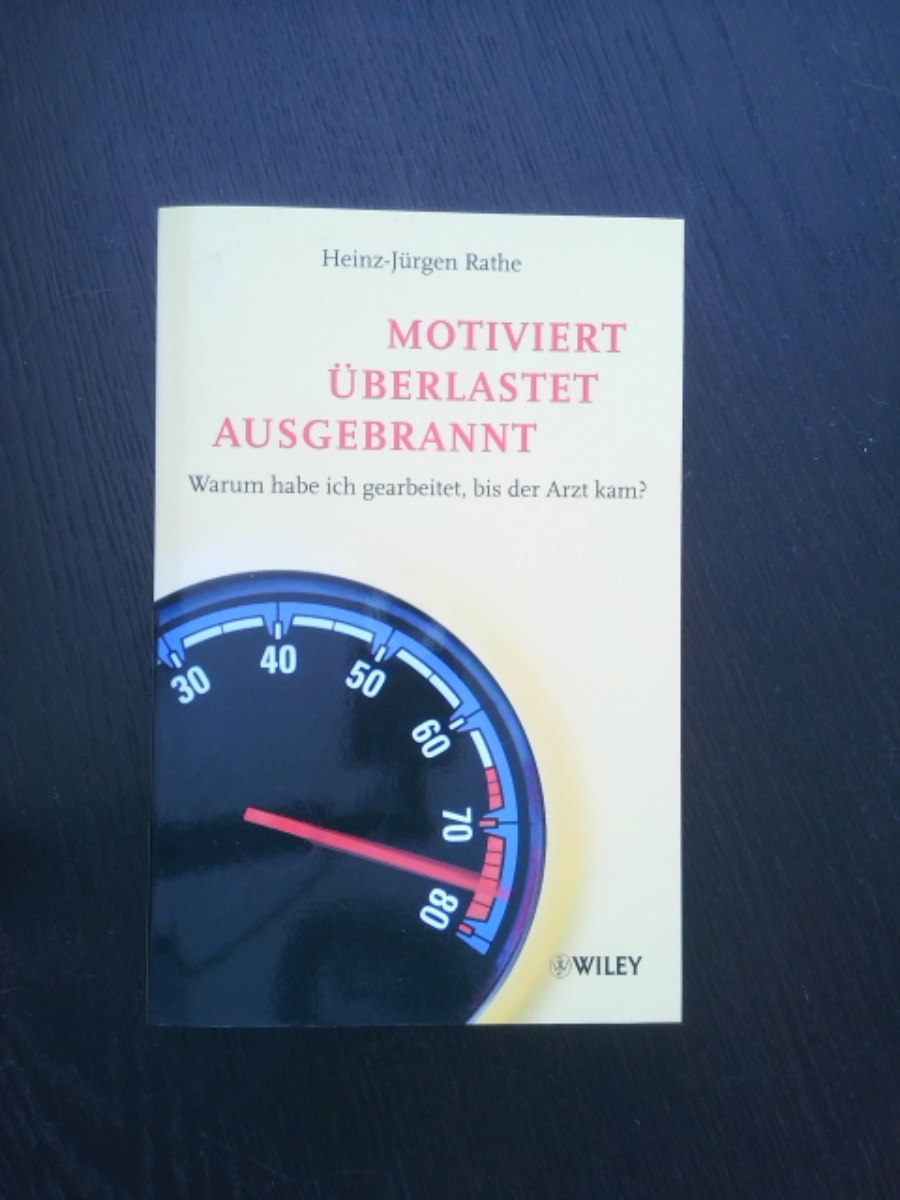 Heinz-Jürgen Rathe
MOTIVIERT
ÜBERLASTET
AUSGEBRANNT
Warum habe ich gearbeitet, bis der Arzt kam?
30
40
50
60
70
80
WILEY